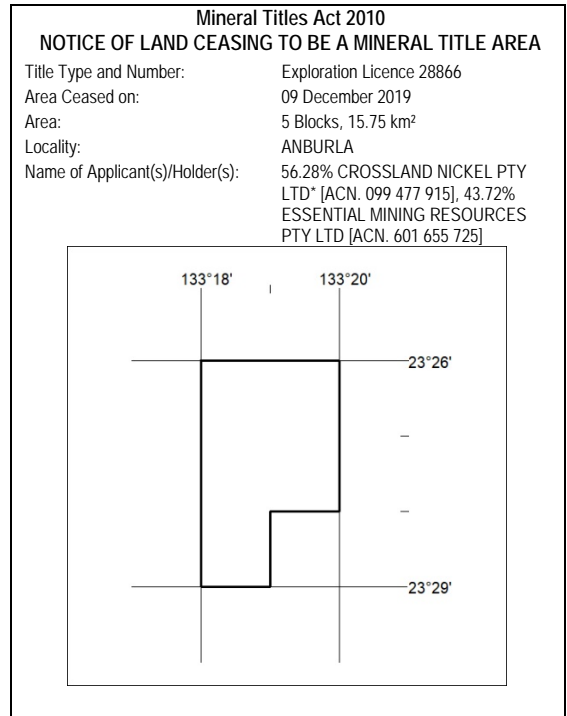 Mineral Titles Act 2010
NOTICE OF LAND CEASING TO BE A MINERAL TITLE AREA
Title Type and Number: Exploration Licence 28866
Area Ceased on: 09 December 2019
Area: 5 Blocks, 15.75 km²
Locality: ANBURLA
Name of Applicant(s)/Holder(s): 56.28% CROSSLAND NICKEL PTY
LTD* [ACN. 099 477 915], 43.72%
ESSENTIAL MINING RESOURCES
PTY LTD [ACN. 601 655 725]
133°18' 133°20'
23°26'
23°29'